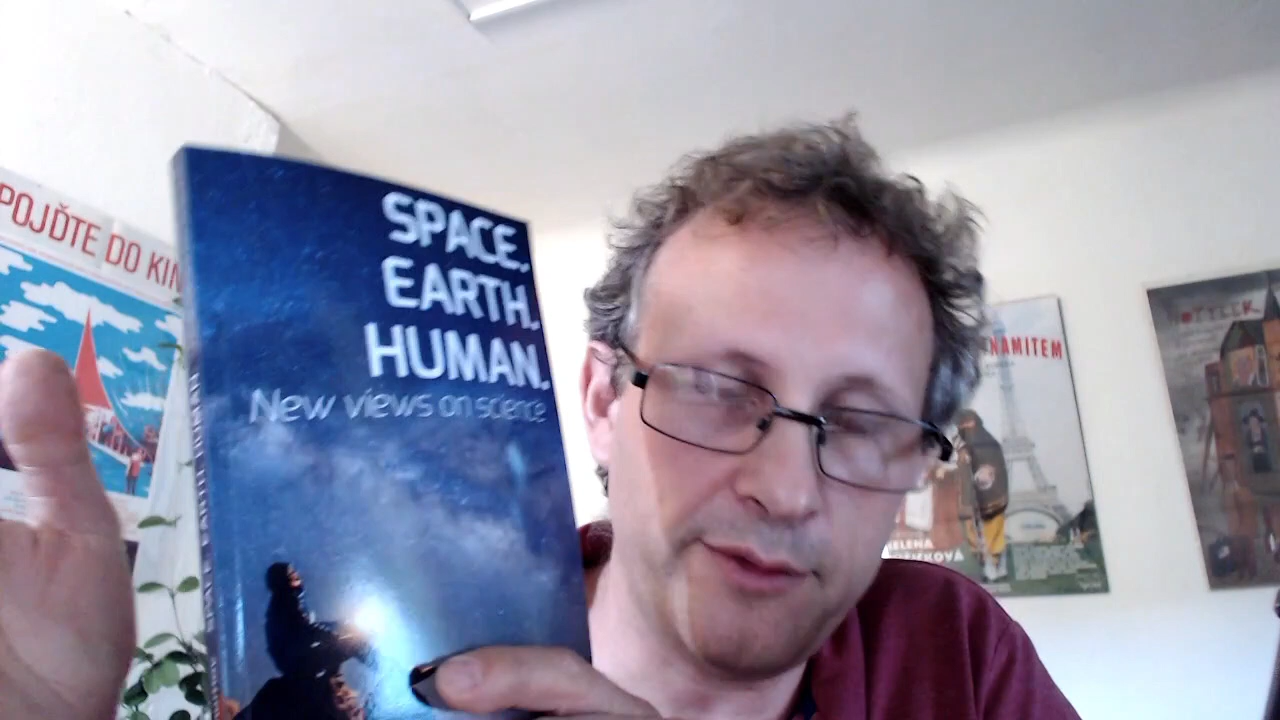 POJĎTE DO KIN
SPACE.
EARTH.
HUMAN.
New views on science
NAMITEM